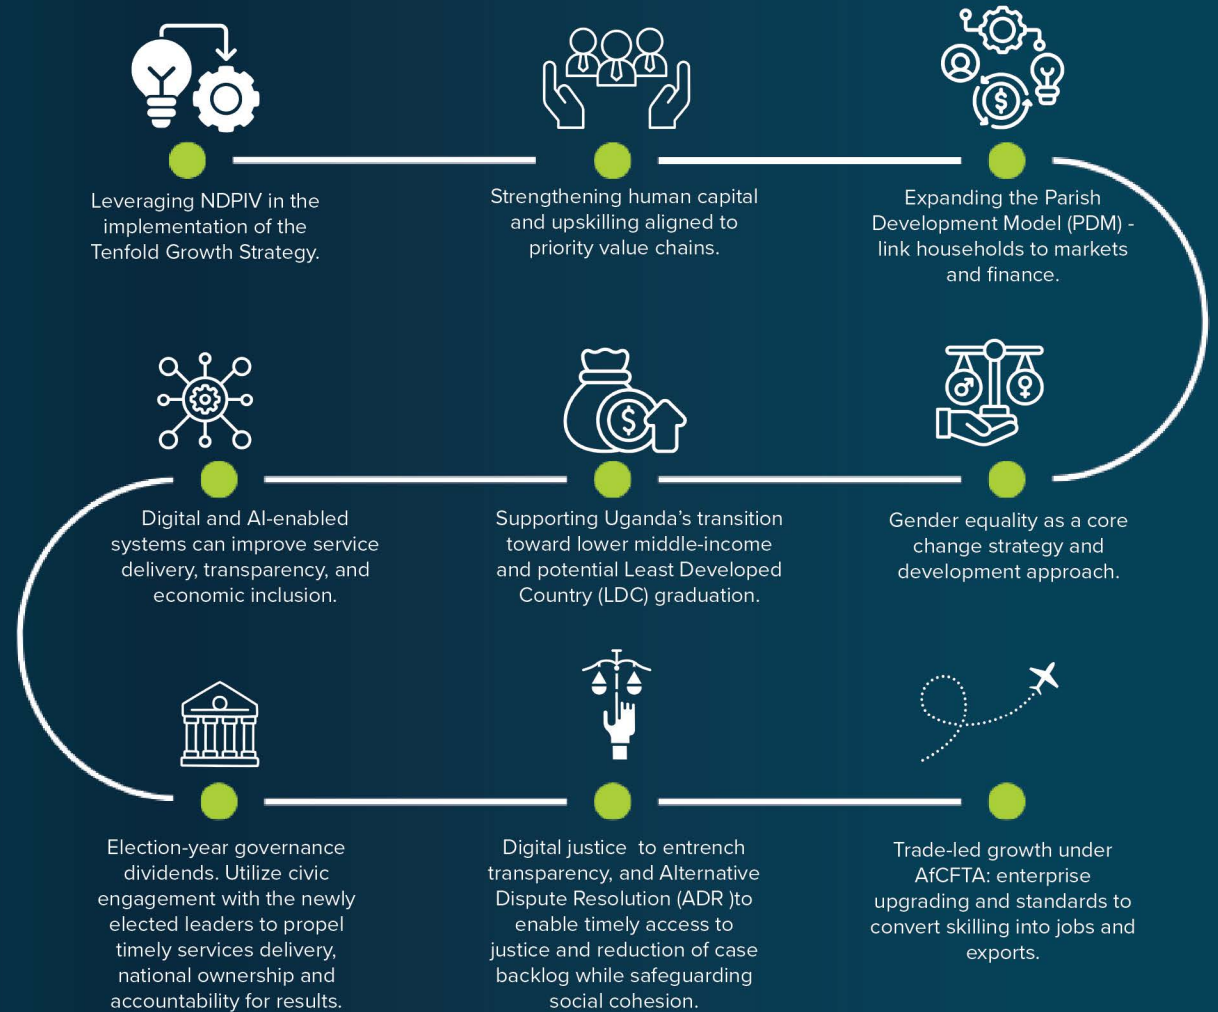 Leveraging NDPIV in the
implementation of the
Tenfold Growth Strategy.
Strengthening human capital
and upskilling aligned to
priority value chains.
Expanding the Parish
Development Model (PDM) -
link households to markets
and finance.
Gender equality as a core
change strategy and
development approach.
Supporting Uganda's transition
toward lower middle-income
and potential Least Developed
Country (LDC) graduation.
Digital and AI-enabled
systems can improve service
delivery, transparency, and
economic inclusion.
Election-year governance
dividends. Utilize civic
engagement with the newly
elected leaders to propel
timely services delivery,
national ownership and
accountability for results.
Digital justice  to entrench
transparency, and Alternative
Dispute Resolution (ADR )to
enable timely access to
justice and reduction of case
backlog while safeguarding
social cohesion.
Trade-led growth under
AfCFTA: enterprise
upgrading and standards to
convert skilling into jobs and
exports.